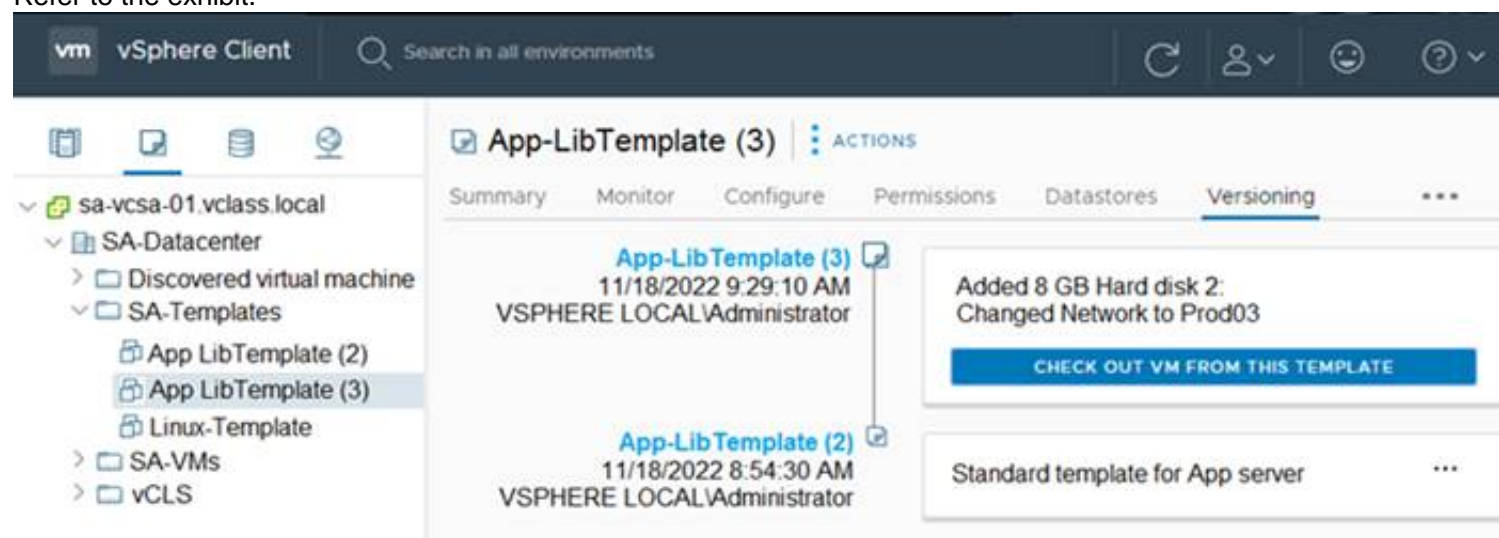 Refer to the exhibit.
vm vSphere Client Search in all environments
App-LibTemplate (3) ACTIONS
Summary Monitor Configure Permissions Datastores Versioning ...
sa-vcsa-01.vclass.local
SA-Datacenter
Discovered virtual machine
SA-Templates
App LibTemplate (2)
App LibTemplate (3)
Linux-Template
SA-VMs
vCLS
App-LibTemplate (3)
11/18/2022 9:29:10 AM
VSPHERE LOCAL\Administrator
Added 8 GB Hard disk 2:
Changed Network to Prod03
CHECK OUT VM FROM THIS TEMPLATE
App-LibTemplate (2)
11/18/2022 8:54:30 AM
VSPHERE LOCAL\Administrator
Standard template for App server ...